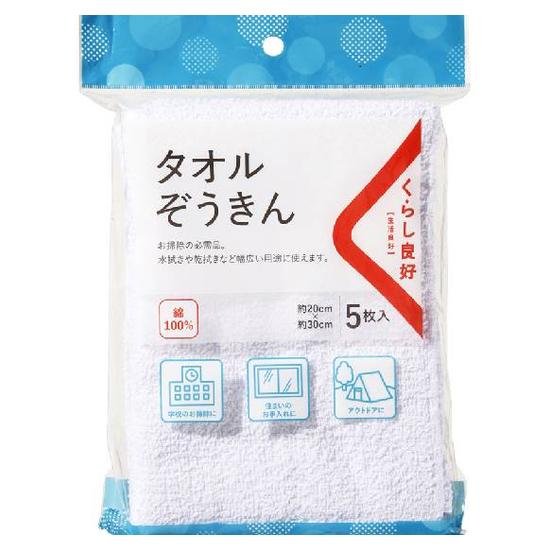 タオル
ぞうきん
お掃除の必需品。
水拭きや乾拭きなど幅広い用途に使えます。
くらし良好
【生活良好】
綿
100%
約20cm
×
約30cm
5枚入
学校のお掃除に
住まいの
お手入れに
アウトドアに